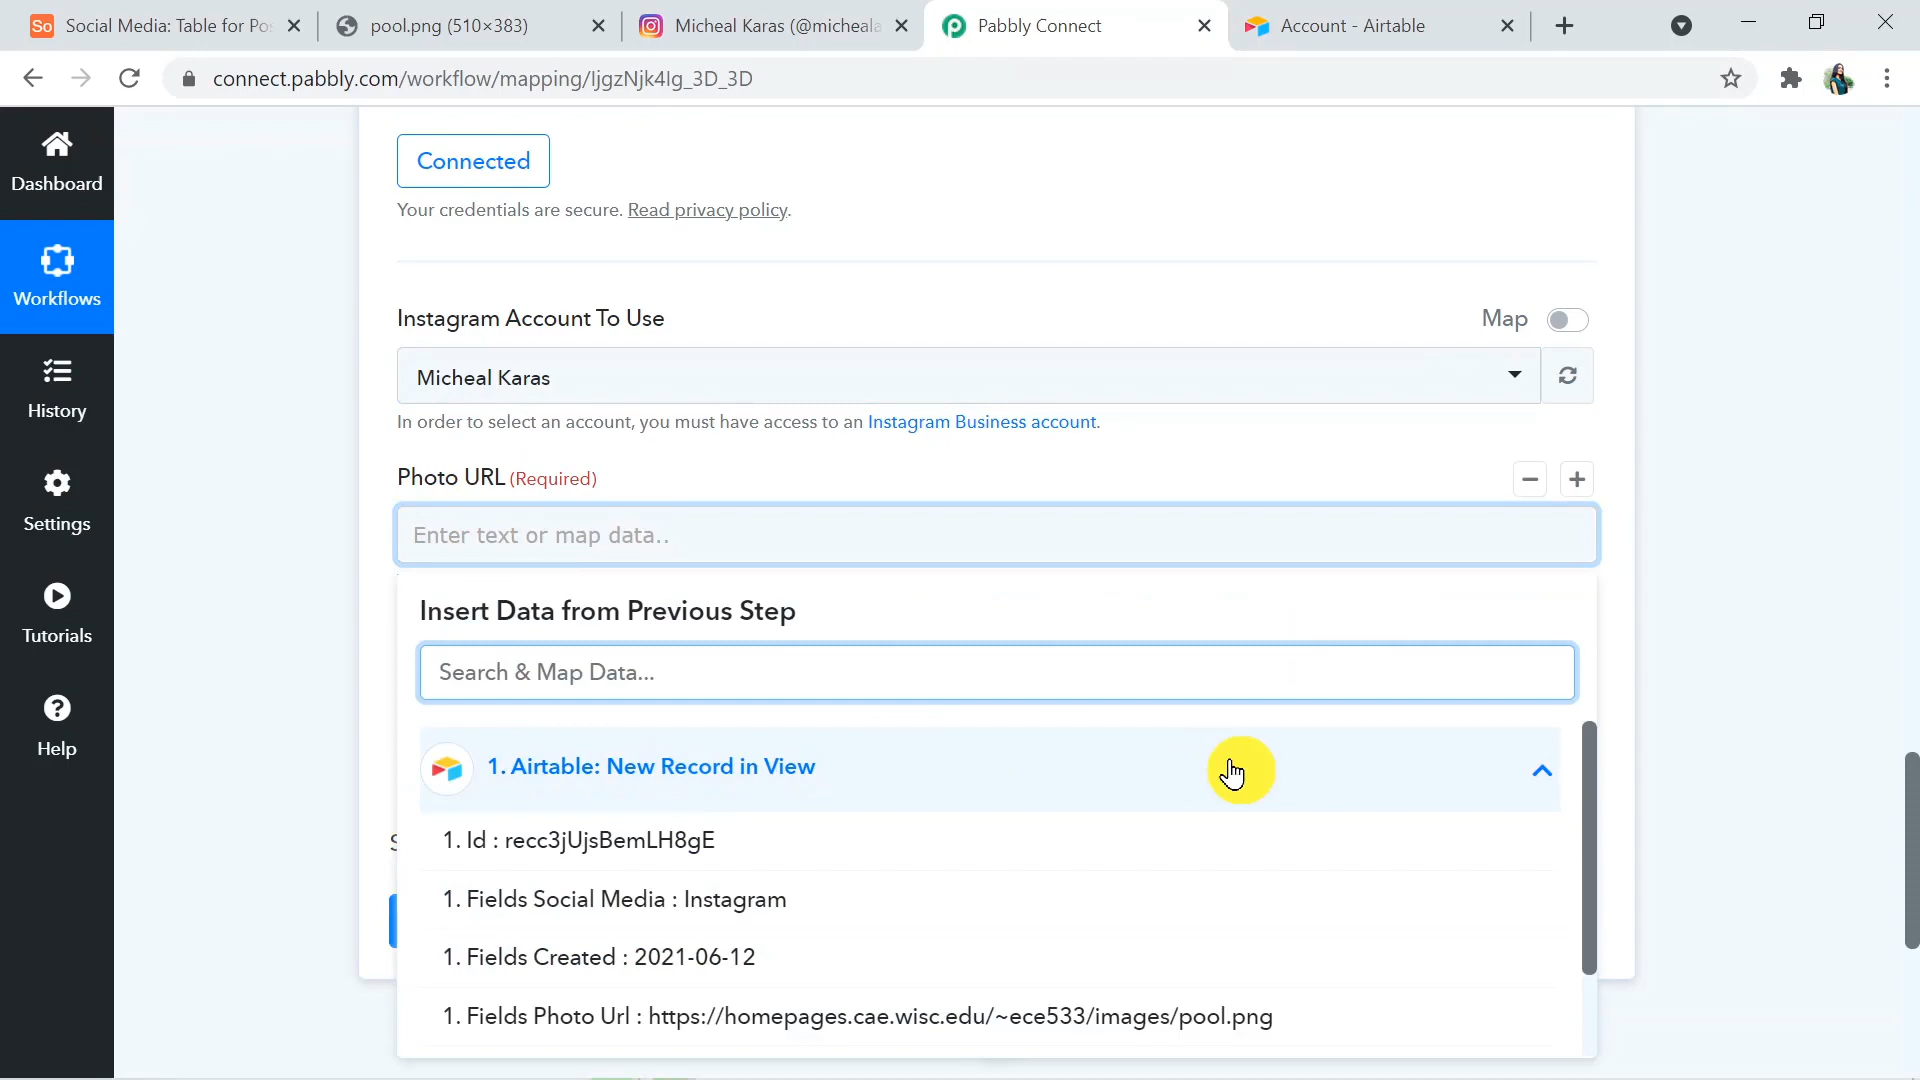 So Social Media: Table for Pos
pool.png (510×383)
Micheal Karas (@micheala
Pabbly Connect
Account - Airtable
connect.pabbly.com/workflow/mapping/IjgzNjk4Ig_3D_3D
Dashboard
Workflows
History
Settings
Tutorials
Help
Connected
Your credentials are secure. Read privacy policy.
Instagram Account To Use
Map
Micheal Karas
In order to select an account, you must have access to an Instagram Business account.
Photo URL (Required)
Enter text or map data..
Insert Data from Previous Step
Search & Map Data...
1. Airtable: New Record in View
1. Id : recc3jUjsBemLH8gE
1. Fields Social Media : Instagram
1. Fields Created : 2021-06-12
1. Fields Photo Url : https://homepages.cae.wisc.edu/~ece533/images/pool.png